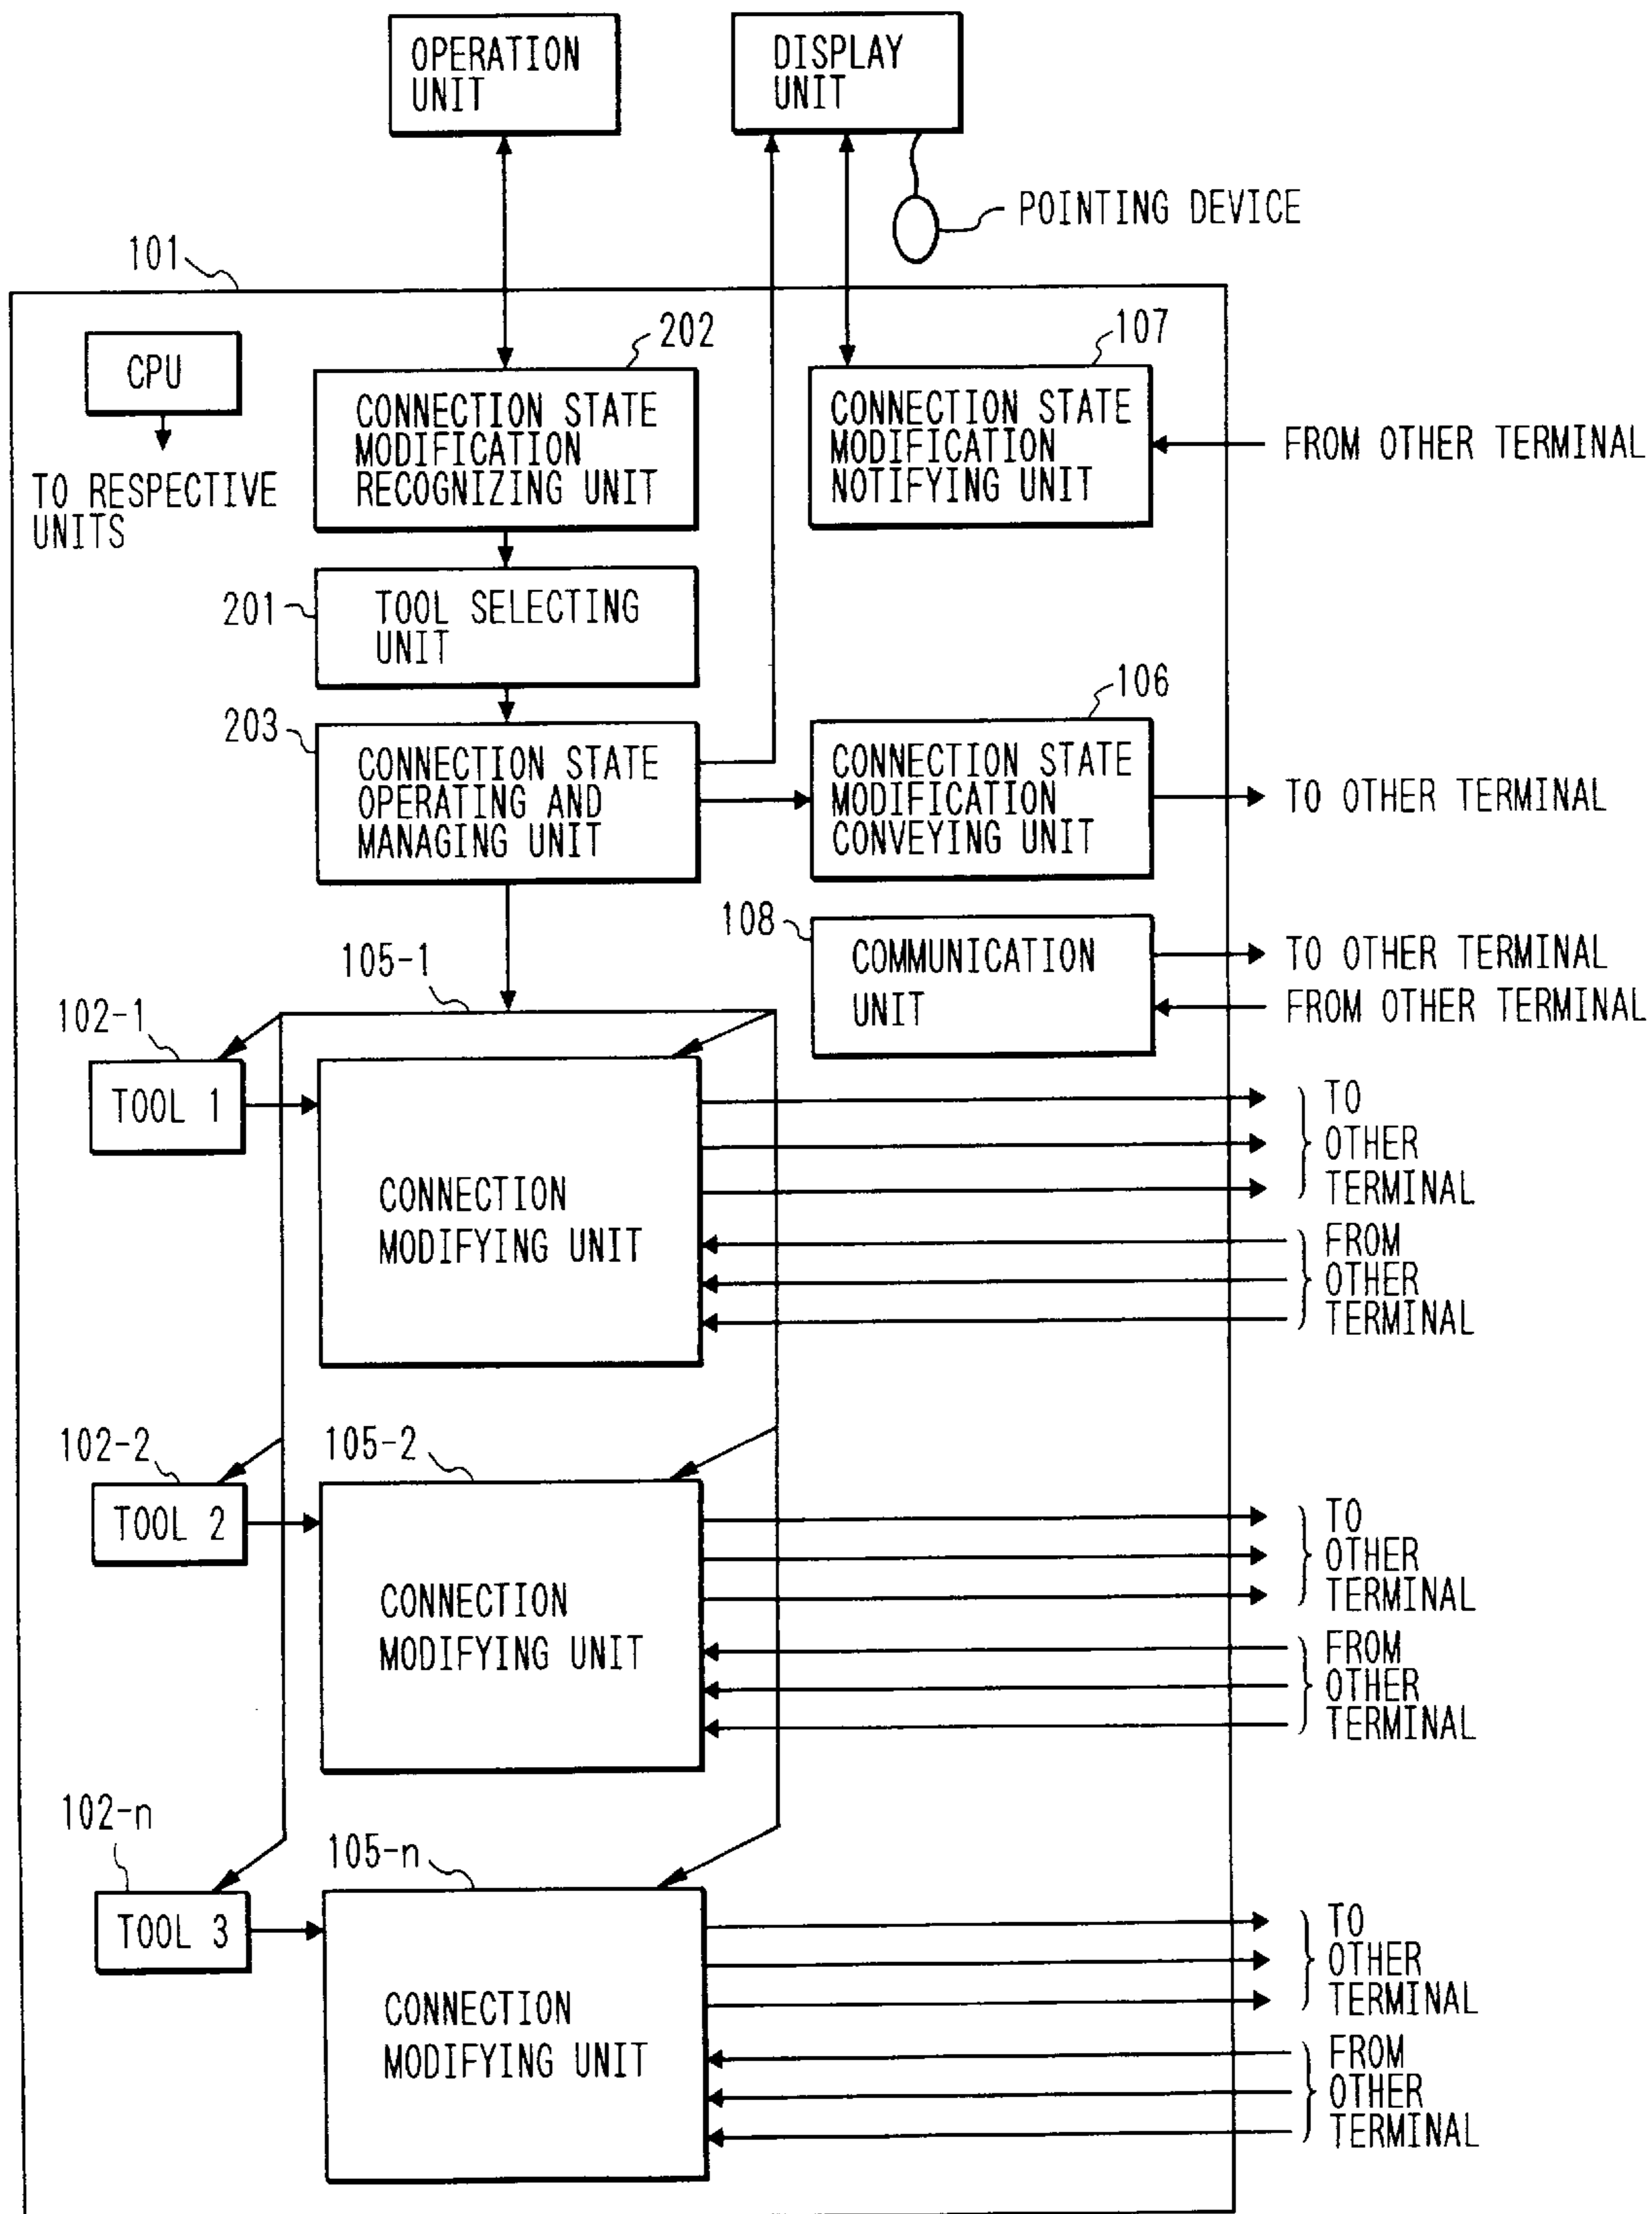 OPERATION
UNIT
DISPLAY
UNIT
POINTING DEVICE
101
CPU
TO RESPECTIVE
UNITS
202
CONNECTION STATE
MODIFICATION
RECOGNIZING UNIT
107
CONNECTION STATE
MODIFICATION
NOTIFYING UNIT
FROM OTHER TERMINAL
201
TOOL SELECTING
UNIT
203
CONNECTION STATE
OPERATING AND
MANAGING UNIT
106
CONNECTION STATE
MODIFICATION
CONVEYING UNIT
TO OTHER TERMINAL
108
COMMUNICATION
UNIT
TO OTHER TERMINAL
FROM OTHER TERMINAL
105-1
102-1
TOOL 1
CONNECTION
MODIFYING UNIT
TO
OTHER
TERMINAL
FROM
OTHER
TERMINAL
102-2
TOOL 2
105-2
CONNECTION
MODIFYING UNIT
TO
OTHER
TERMINAL
FROM
OTHER
TERMINAL
102-n
TOOL 3
105-n
CONNECTION
MODIFYING UNIT
TO
OTHER
TERMINAL
FROM
OTHER
TERMINAL